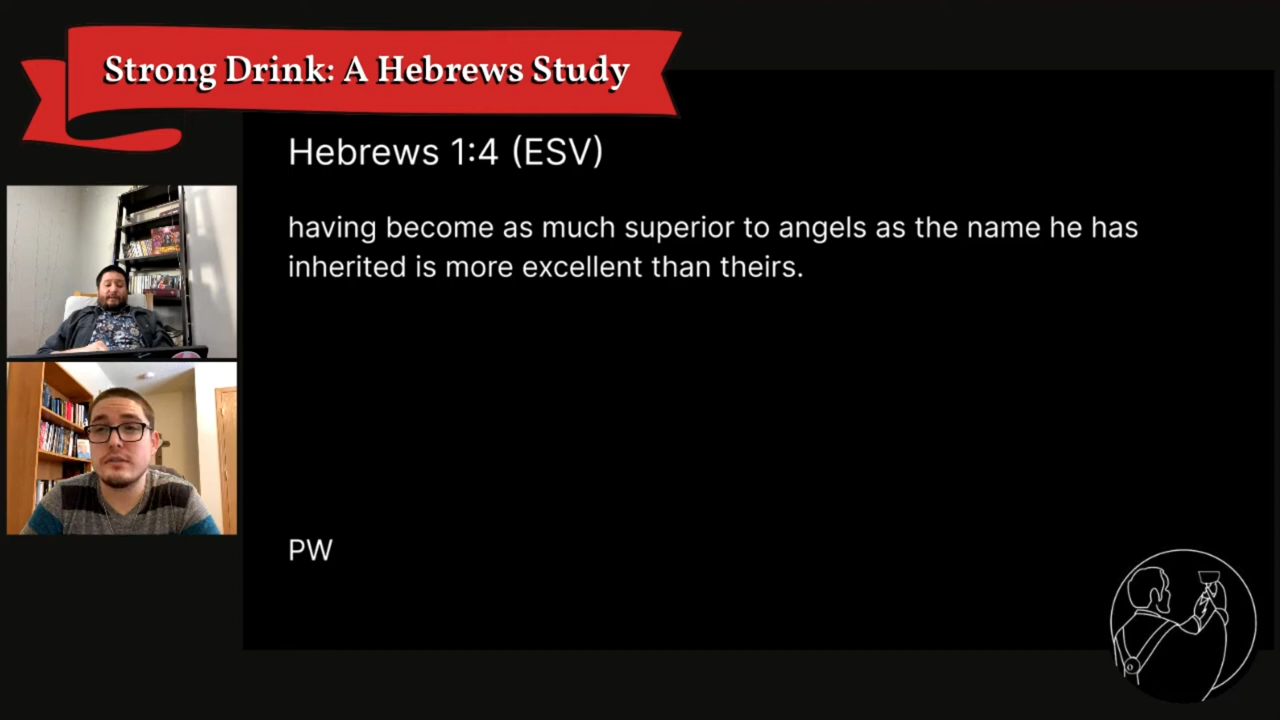 Strong Drink: A Hebrews Study
Hebrews 1:4 (ESV)
having become as much superior to angels as the name he has
inherited is more excellent than theirs.
PW